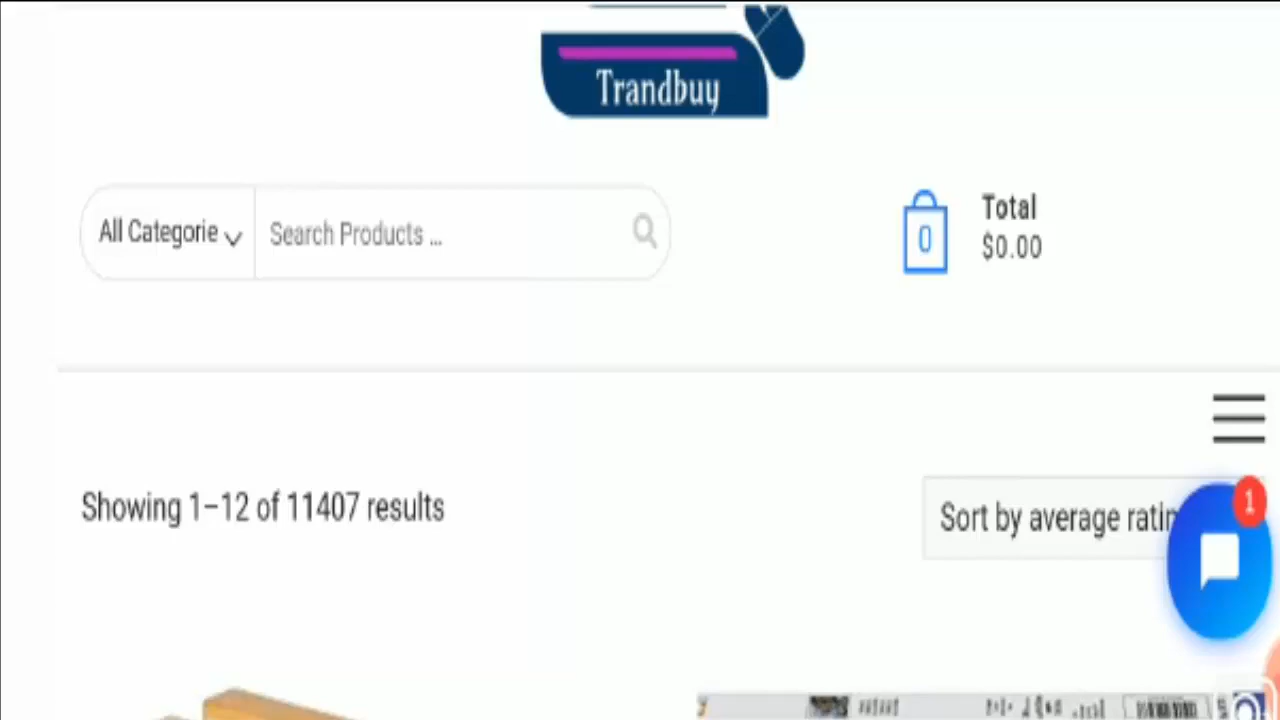 Trandbuy
All Categorie
Search Products ...
0
Total
$0.00
Showing 1–12 of 11407 results
Sort by average ratin
1